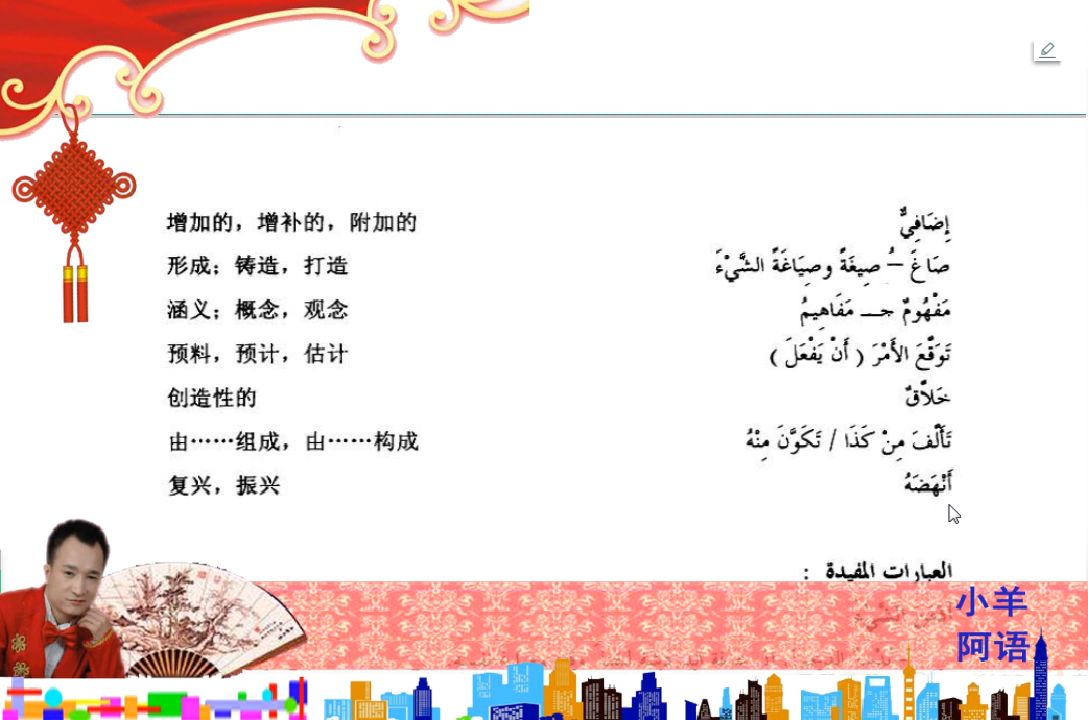 增加的，增补的，附加的 إِضَافِيٌّ
形成；铸造，打造 صَاغَ ـُ صِيغَةً وصِيَاغَةً الشَّيْءَ
涵义；概念，观念 مَفْهُومٌ جـ مَفَاهِيمُ
预料，预计，估计 تَوَقَّعَ الأَمْرَ ( أَنْ يَفْعَلَ )
创造性的 خَلاَّقٌ
由……组成，由……构成 تَأَلَّفَ مِنْ كَذَا / تَكَوَّنَ مِنْهُ
复兴，振兴 أَنْهَضَهُ
العبارات المفيدة :
小羊
阿语